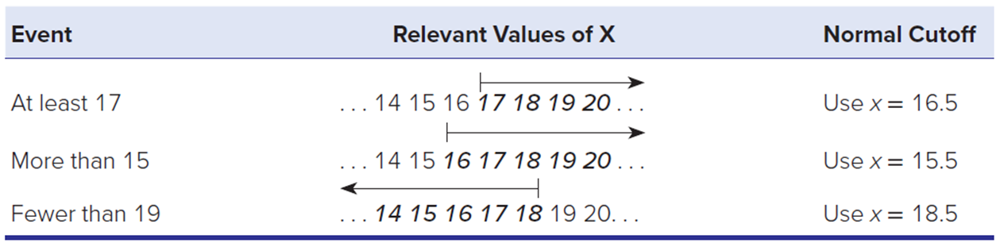 Event Relevant Values of X Normal Cutoff
At least 17 . . . 14 15 16 17 18 19 20 . . . Use x = 16.5
More than 15 . . . 14 15 16 17 18 19 20 . . . Use x = 15.5
Fewer than 19 . . . 14 15 16 17 18 19 20. . . Use x = 18.5